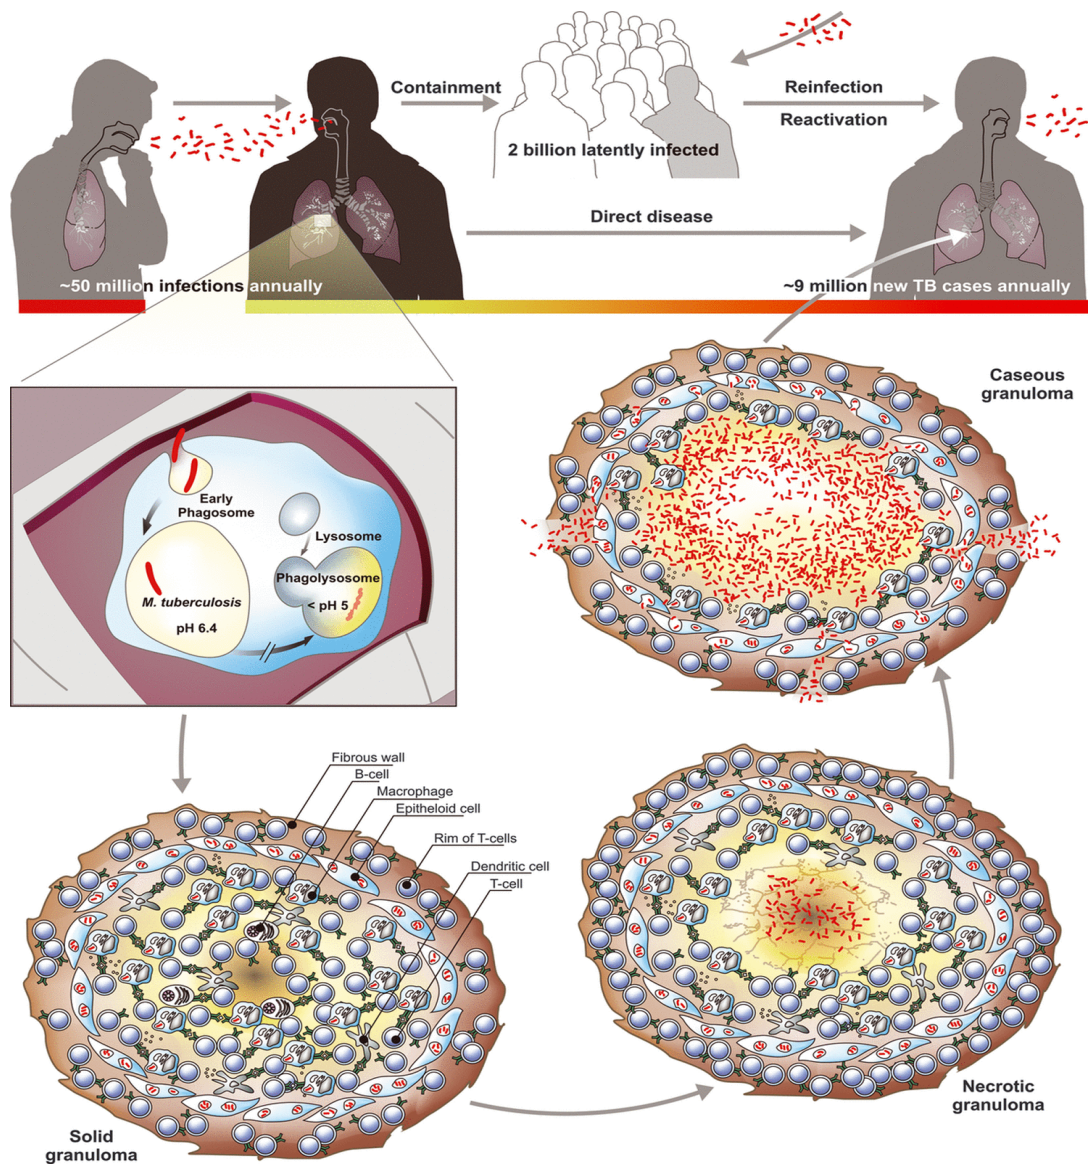 Containment
2 billion latently infected
Reinfection
Reactivation
Direct disease
~50 million infections annually
~9 million new TB cases annually
Caseous
granuloma
Early
Phagosome
Lysosome
Phagolysosome
< pH 5
M. tuberculosis
pH 6.4
Fibrous wall
B-cell
Macrophage
Epitheloid cell
Rim of T-cells
Dendritic cell
T-cell
Solid
granuloma
Necrotic
granuloma